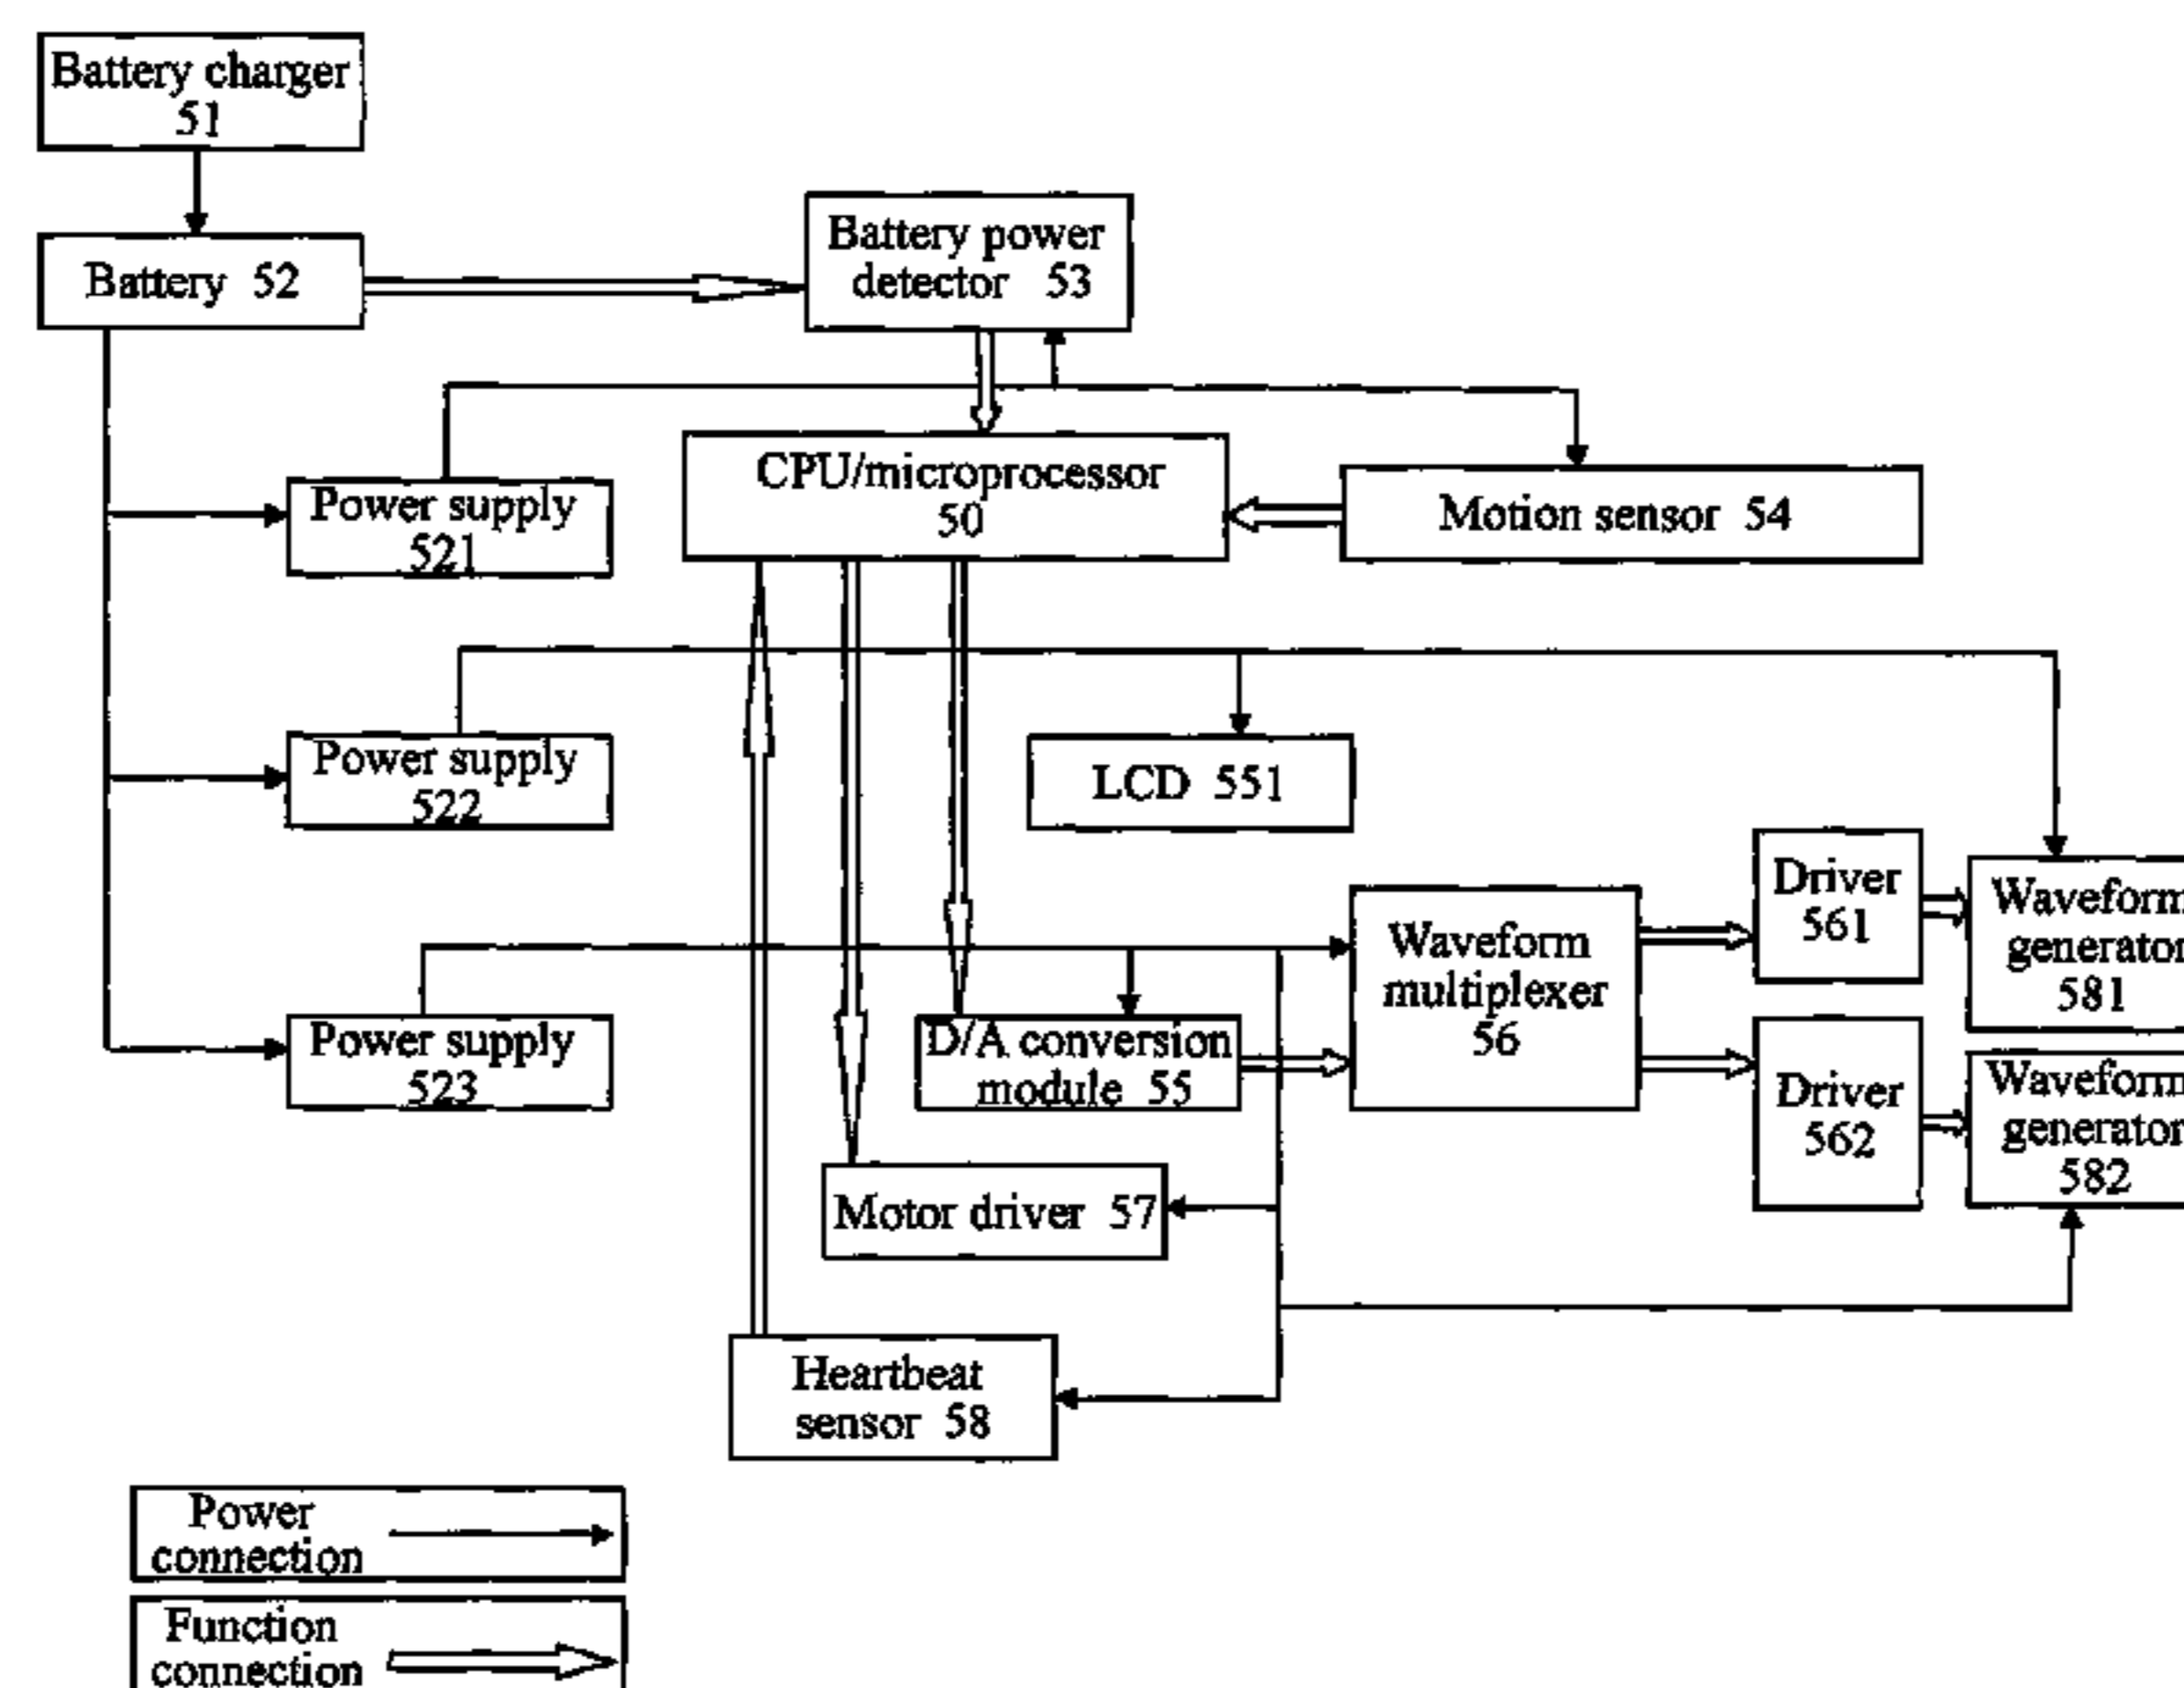 Battery charger
51
Battery 52
Battery power
detector 53
CPU/microprocessor
50
Motion sensor 54
Power supply
521
Power supply
522
LCD 551
Driver
561
Waveform
generator
581
Waveform
multiplexer
56
Power supply
523
D/A conversion
module 55
Driver
562
Waveform
generator
582
Motor driver 57
Heartbeat
sensor 58
Power
connection
Function
connection